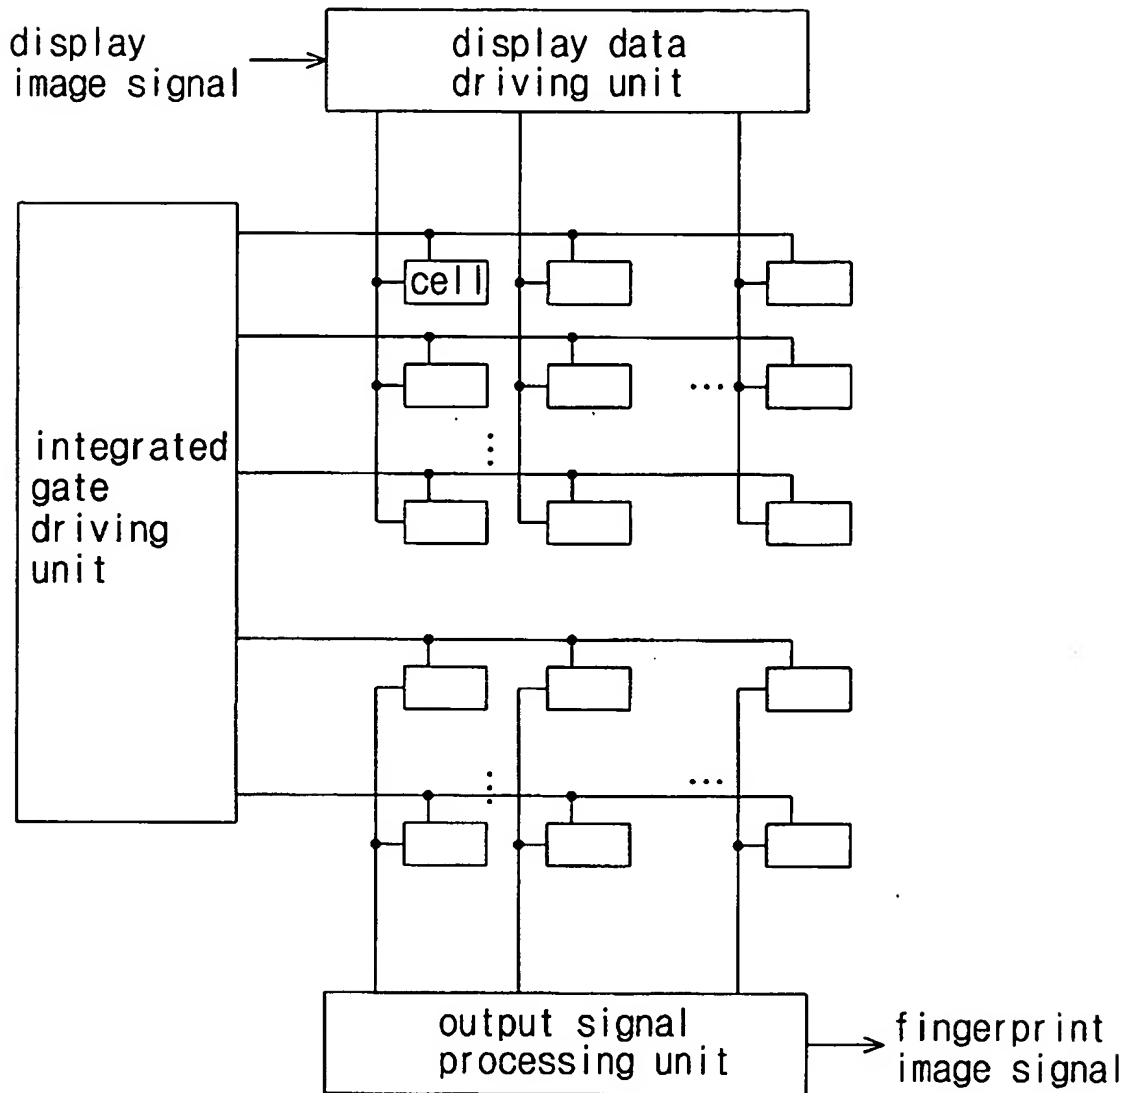 display
image signal
display data
driving unit
cell
integrated
gate
driving
unit
output signal
processing unit
fingerprint
image signal